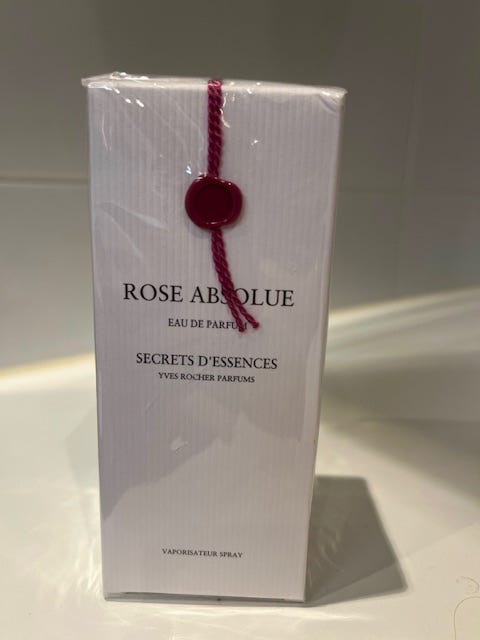 ROSE ABSOLUE
EAU DE PARFUM
SECRETS D'ESSENCES
YVES ROCHER PARFUMS
VAPORISATEUR SPRAY